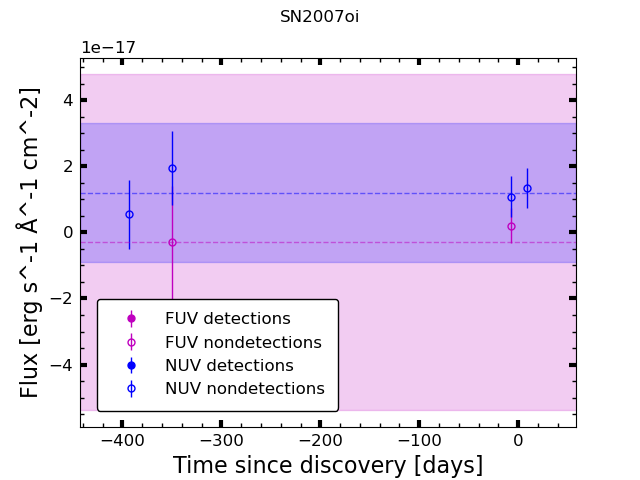 SN2007oi
1e−17
4
2
0
−2
−4
Flux [erg s^-1 Å^-1 cm^-2]
FUV detections
FUV nondetections
NUV detections
NUV nondetections
−400
−300
−200
−100
0
Time since discovery [days]